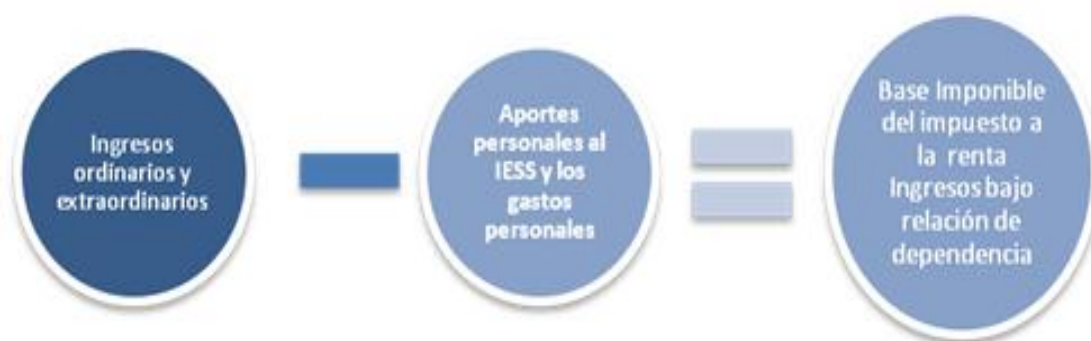 Ingresos
ordinarios y
extraordinarios
Aportes
personales al
IESS y los
gastos
personales
Base Imponible
del impuesto a
la renta
Ingresos bajo
relación de
dependencia